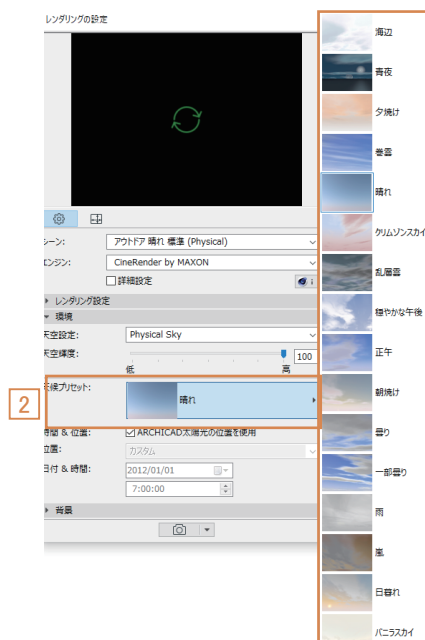 レンダリングの設定
シーン:
アウトドア 晴れ 標準 (Physical)
エンジン:
CineRender by MAXON
詳細設定
レンダリング設定
環境
天空設定:
Physical Sky
天空輝度:
100
低
高
2
天候プリセット:
晴れ
時間 & 位置:
ARCHICAD太陽光の位置を使用
位置:
カスタム
日付 & 時間:
2012/01/01
7:00:00
背景
海辺
青夜
夕焼け
巻雲
晴れ
クリムゾンスカイ
乱層雲
穏やかな午後
正午
朝焼け
曇り
一部曇り
雨
嵐
日暮れ
バニラスカイ